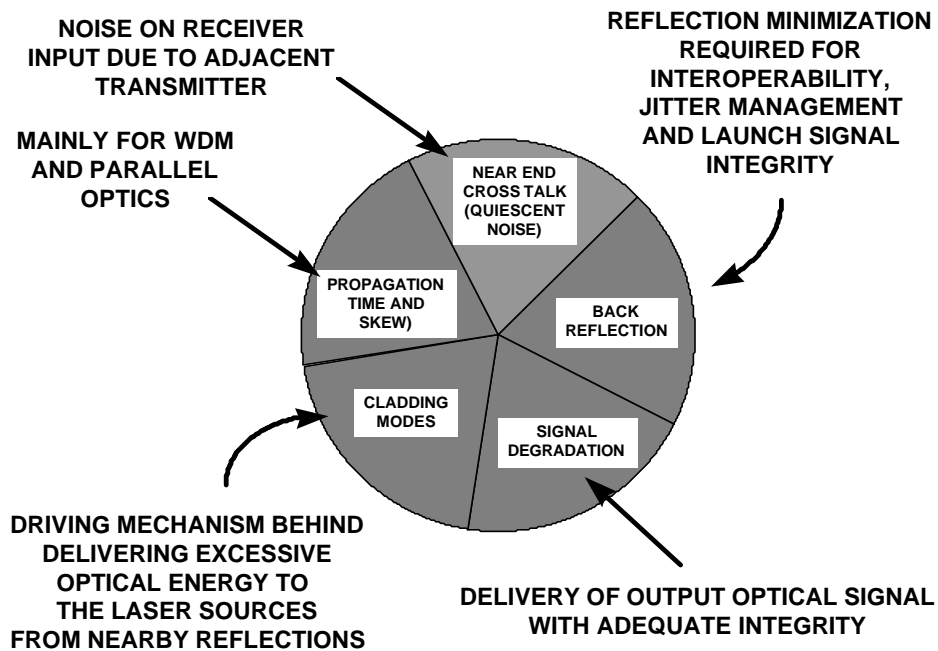 NOISE ON RECEIVER
INPUT DUE TO ADJACENT
TRANSMITTER
REFLECTION MINIMIZATION
REQUIRED FOR
INTEROPERABILITY,
JITTER MANAGEMENT
AND LAUNCH SIGNAL
INTEGRITY
MAINLY FOR WDM
AND PARALLEL
OPTICS
NEAR END
CROSS TALK
(QUIESCENT
NOISE)
PROPAGATION
TIME AND
SKEW)
BACK
REFLECTION
CLADDING
MODES
SIGNAL
DEGRADATION
DRIVING MECHANISM BEHIND
DELIVERING EXCESSIVE
OPTICAL ENERGY TO
THE LASER SOURCES
FROM NEARBY REFLECTIONS
DELIVERY OF OUTPUT OPTICAL SIGNAL
WITH ADEQUATE INTEGRITY